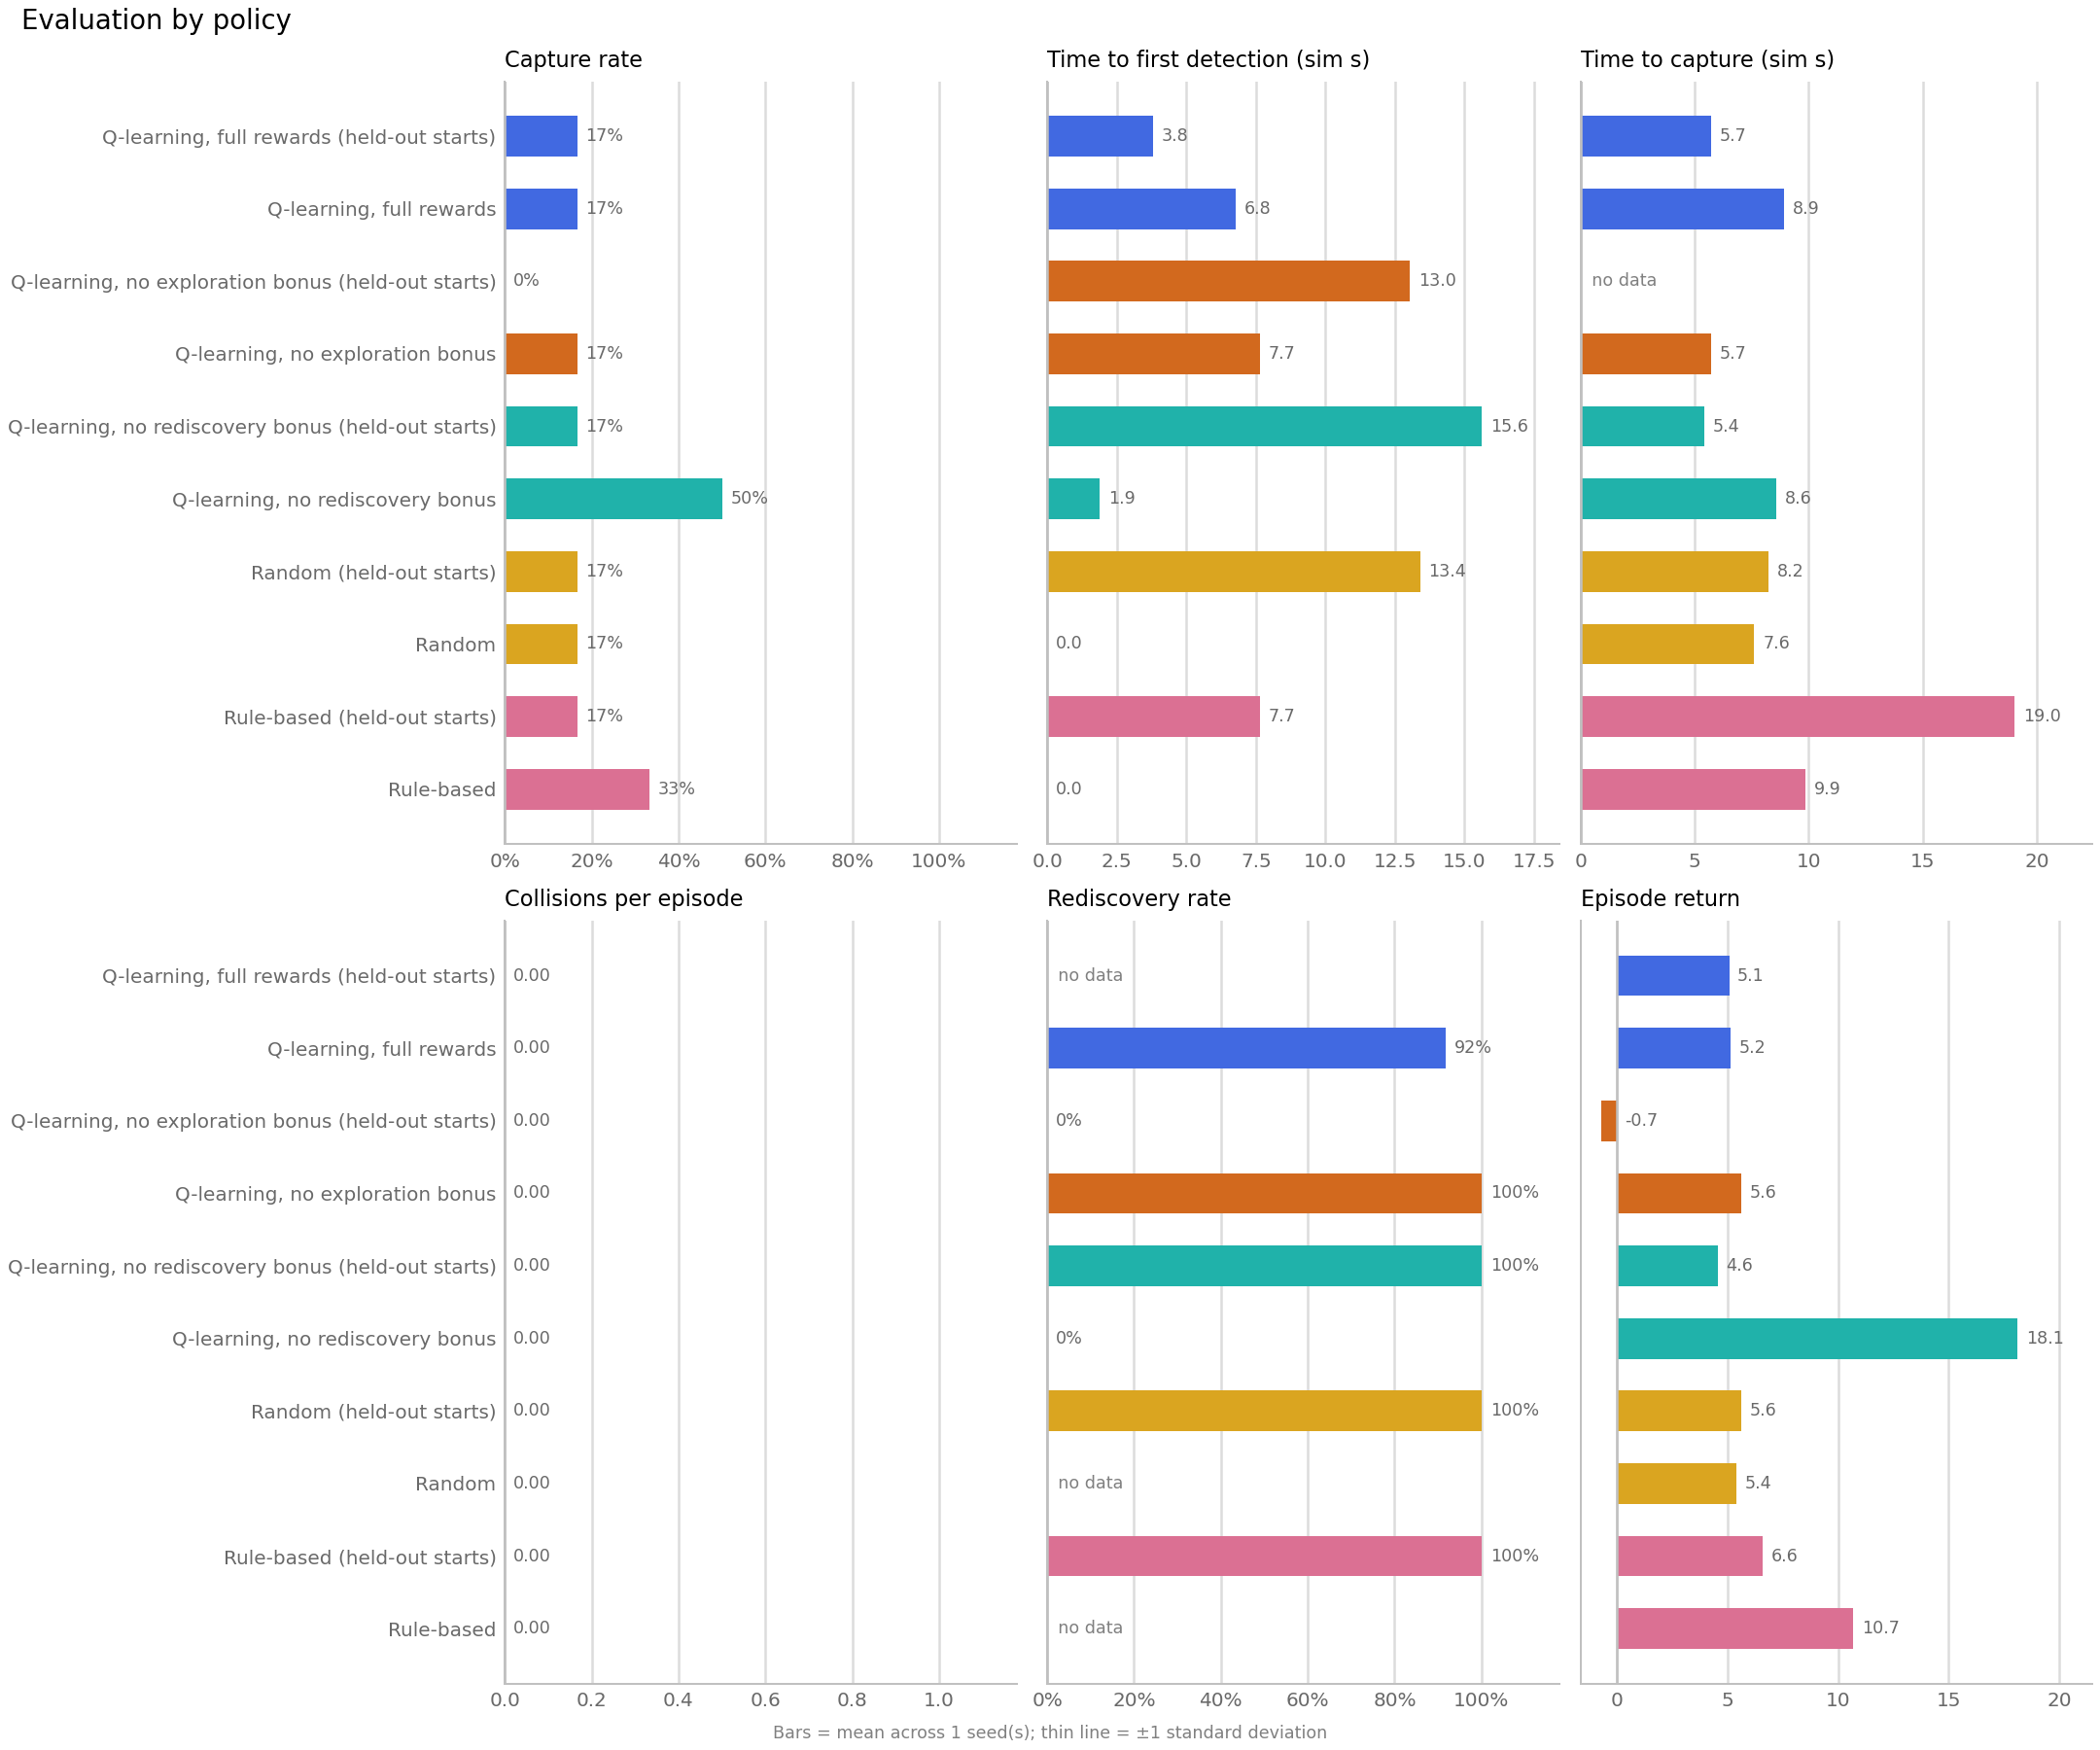 Evaluation by policy
Capture rate
Time to first detection (sim s)
Time to capture (sim s)
Q-learning, full rewards (held-out starts)
17%
3.8
5.7
Q-learning, full rewards
17%
6.8
8.9
Q-learning, no exploration bonus (held-out starts)
0%
13.0
no data
Q-learning, no exploration bonus
17%
7.7
5.7
Q-learning, no rediscovery bonus (held-out starts)
17%
15.6
5.4
Q-learning, no rediscovery bonus
50%
1.9
8.6
Random (held-out starts)
17%
13.4
8.2
Random
17%
0.0
7.6
Rule-based (held-out starts)
17%
7.7
19.0
Rule-based
33%
0.0
9.9
0% 20% 40% 60% 80% 100%
0.0 2.5 5.0 7.5 10.0 12.5 15.0 17.5
0 5 10 15 20
Collisions per episode
Rediscovery rate
Episode return
Q-learning, full rewards (held-out starts)
0.00
no data
5.1
Q-learning, full rewards
0.00
92%
5.2
Q-learning, no exploration bonus (held-out starts)
0.00
0%
-0.7
Q-learning, no exploration bonus
0.00
100%
5.6
Q-learning, no rediscovery bonus (held-out starts)
0.00
100%
4.6
Q-learning, no rediscovery bonus
0.00
0%
18.1
Random (held-out starts)
0.00
100%
5.6
Random
0.00
no data
5.4
Rule-based (held-out starts)
0.00
100%
6.6
Rule-based
0.00
no data
10.7
0.0 0.2 0.4 0.6 0.8 1.0
0% 20% 40% 60% 80% 100%
0 5 10 15 20
Bars = mean across 1 seed(s); thin line = ±1 standard deviation